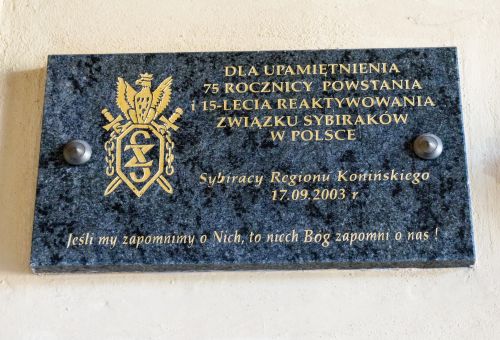 DLA UPAMIĘTNIENIA
75 ROCZNICY POWSTANIA
i 15-LECIA REAKTYWOWANIA
ZWIĄZKU SYBIRAKÓW
W POLSCE
Sybiracy Regionu Konińskiego
17.09.2003 r
Jeśli my zapomnimy o Nich, to niech Bóg zapomni o nas !